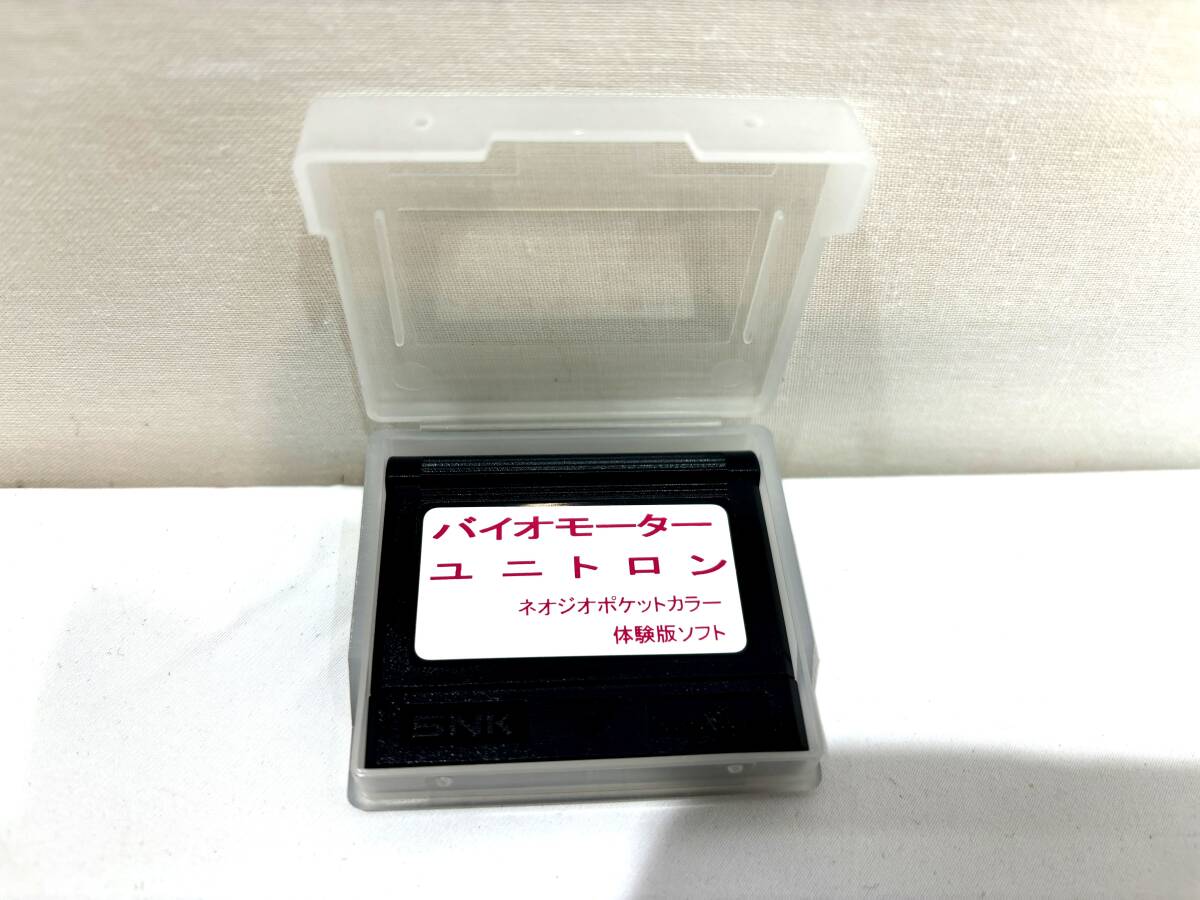 バイオモーター
ユニトロン
ネオジオポケットカラー
体験版ソフト
SNK